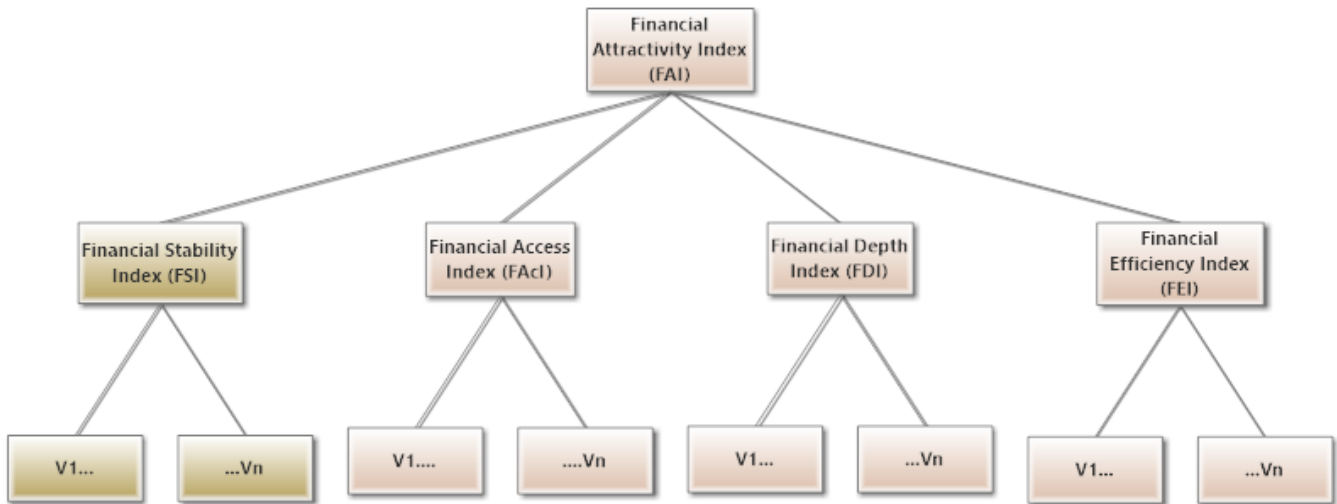 Financial
Attractivity Index
(FAI)
Financial Stability
Index (FSI)
Financial Access
Index (FAcI)
Financial Depth
Index (FDI)
Financial
Efficiency Index
(FEI)
V1...
...Vn
V1....
....Vn
V1...
...Vn
V1...
...Vn